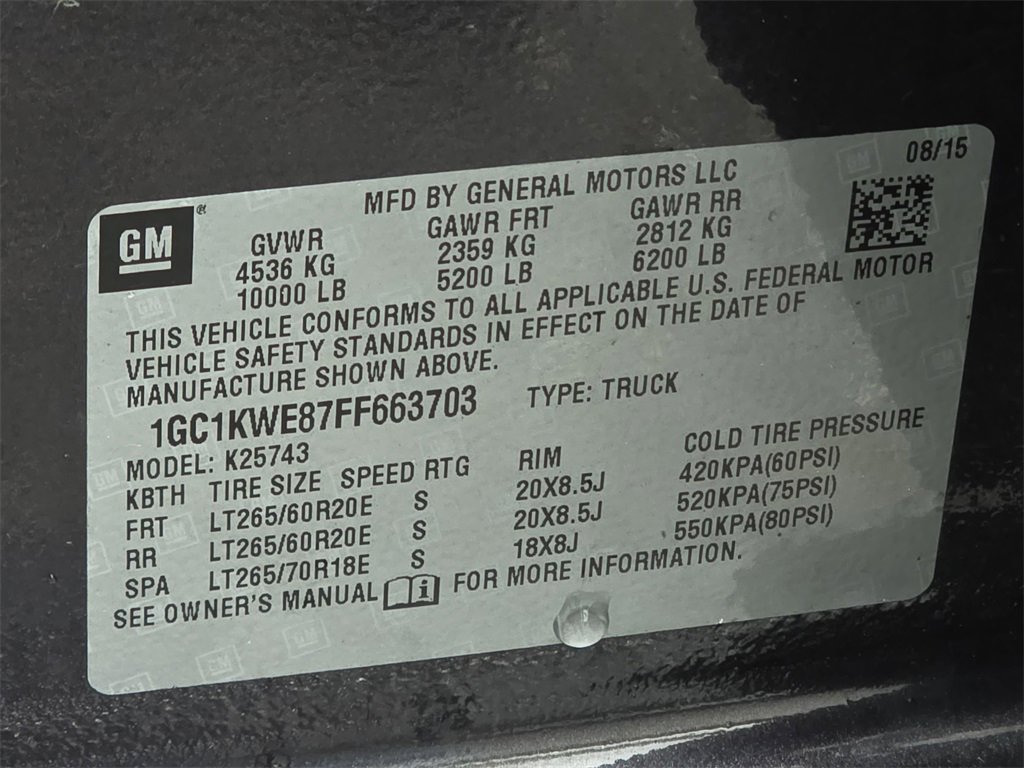 08/15
MFD BY GENERAL MOTORS LLC
GM®
GVWR GAWR FRT GAWR RR
4536 KG 2359 KG 2812 KG
10000 LB 5200 LB 6200 LB
THIS VEHICLE CONFORMS TO ALL APPLICABLE U.S. FEDERAL MOTOR
VEHICLE SAFETY STANDARDS IN EFFECT ON THE DATE OF
MANUFACTURE SHOWN ABOVE.
1GC1KWE87FF663703 TYPE: TRUCK
MODEL: K25743
KBTH TIRE SIZE SPEED RTG RIM COLD TIRE PRESSURE
FRT LT265/60R20E S 20X8.5J 420KPA(60PSI)
RR LT265/60R20E S 20X8.5J 520KPA(75PSI)
SPA LT265/70R18E S 18X8J 550KPA(80PSI)
SEE OWNER'S MANUAL i FOR MORE INFORMATION.